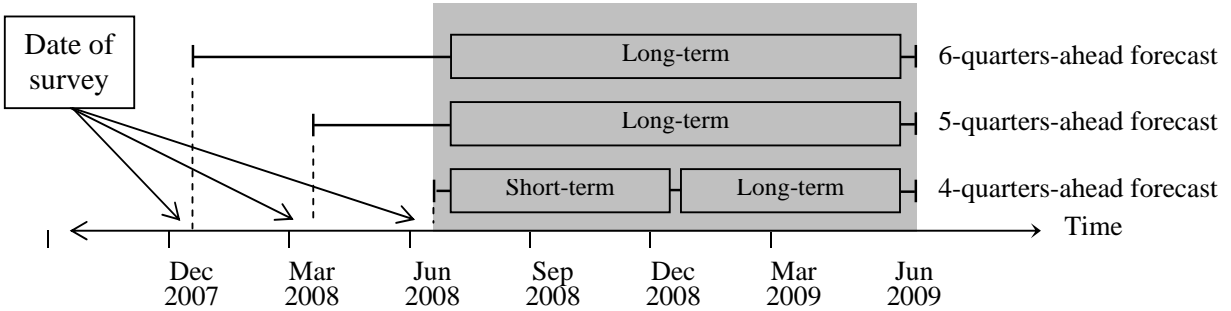 Date of
survey
Long-term
6-quarters-ahead forecast
Long-term
5-quarters-ahead forecast
Short-term
Long-term
4-quarters-ahead forecast
Time
Dec
2007
Mar
2008
Jun
2008
Sep
2008
Dec
2008
Mar
2009
Jun
2009